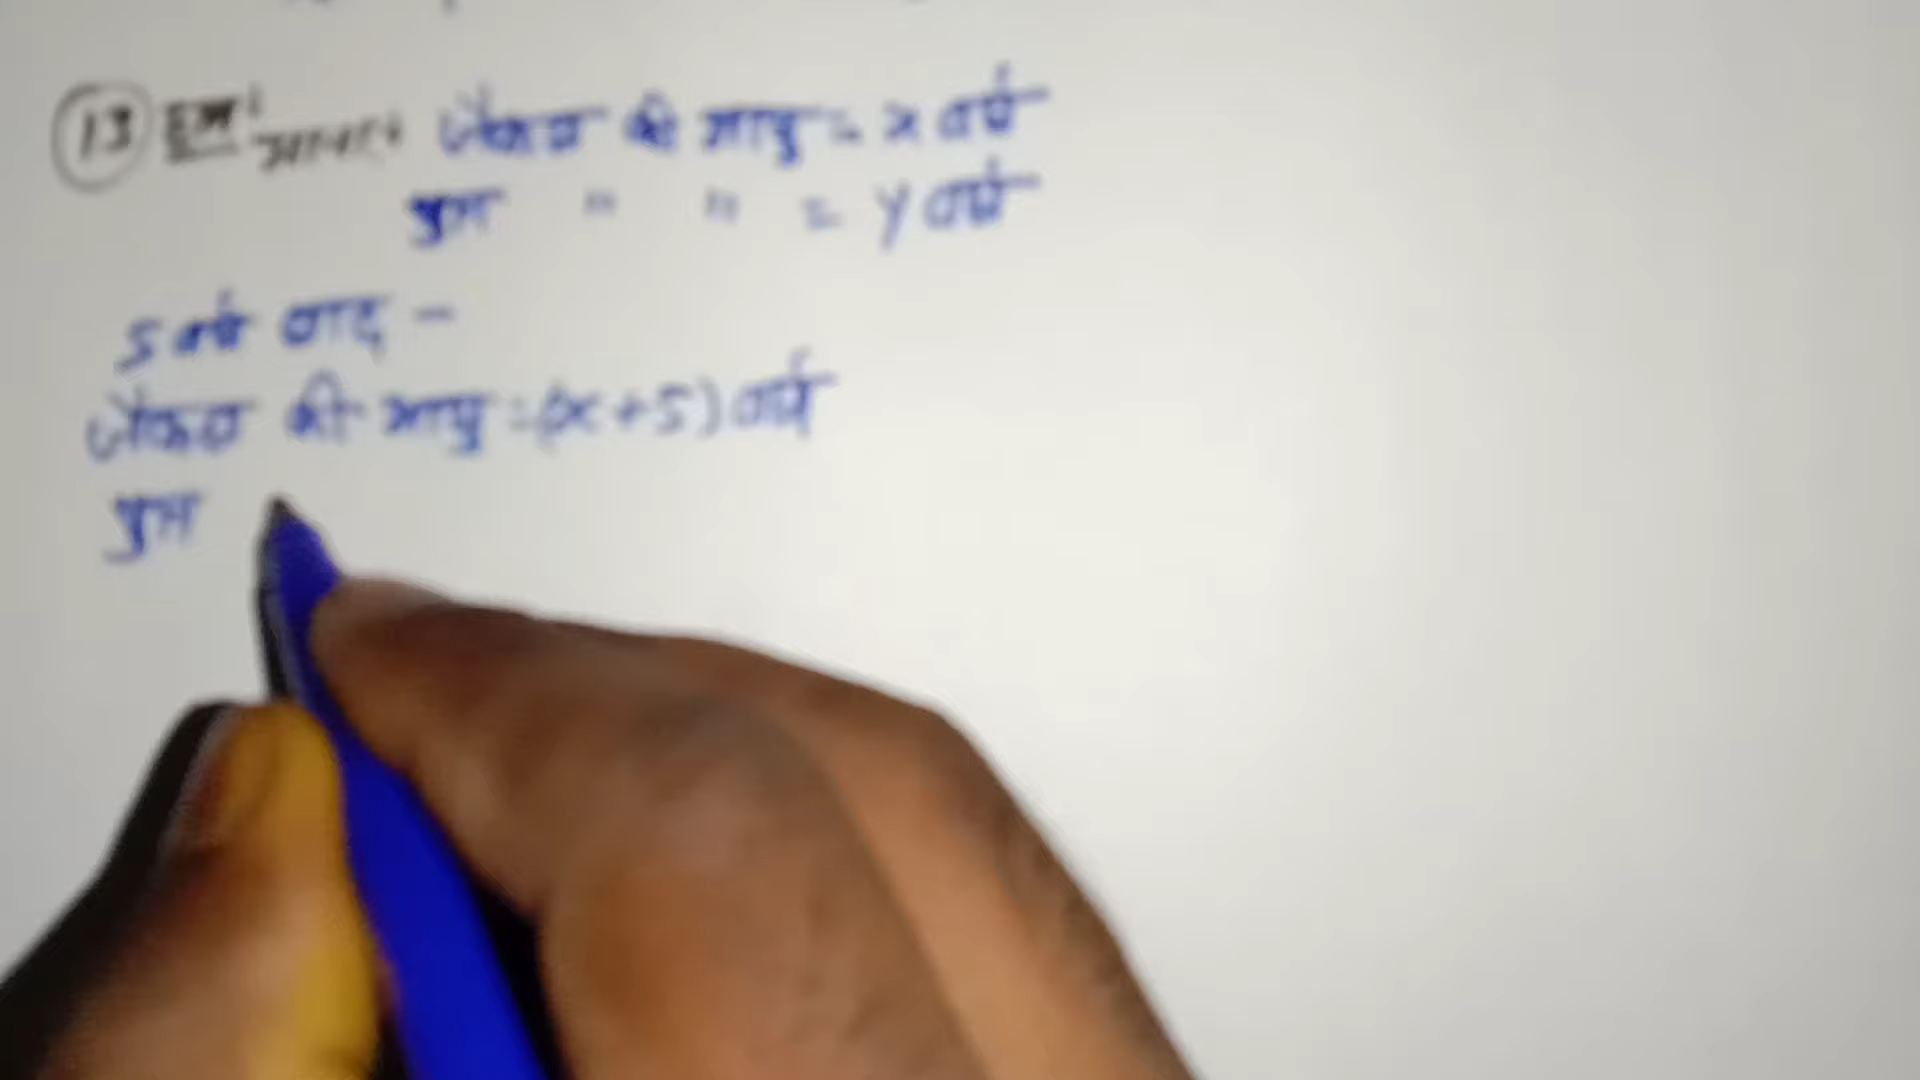 13 हल: माना जैकब की आयु = x वर्ष
पुत्र " " = y वर्ष
5 वर्ष बाद -
जैकब की आयु = (x+5) वर्ष
पुत्र